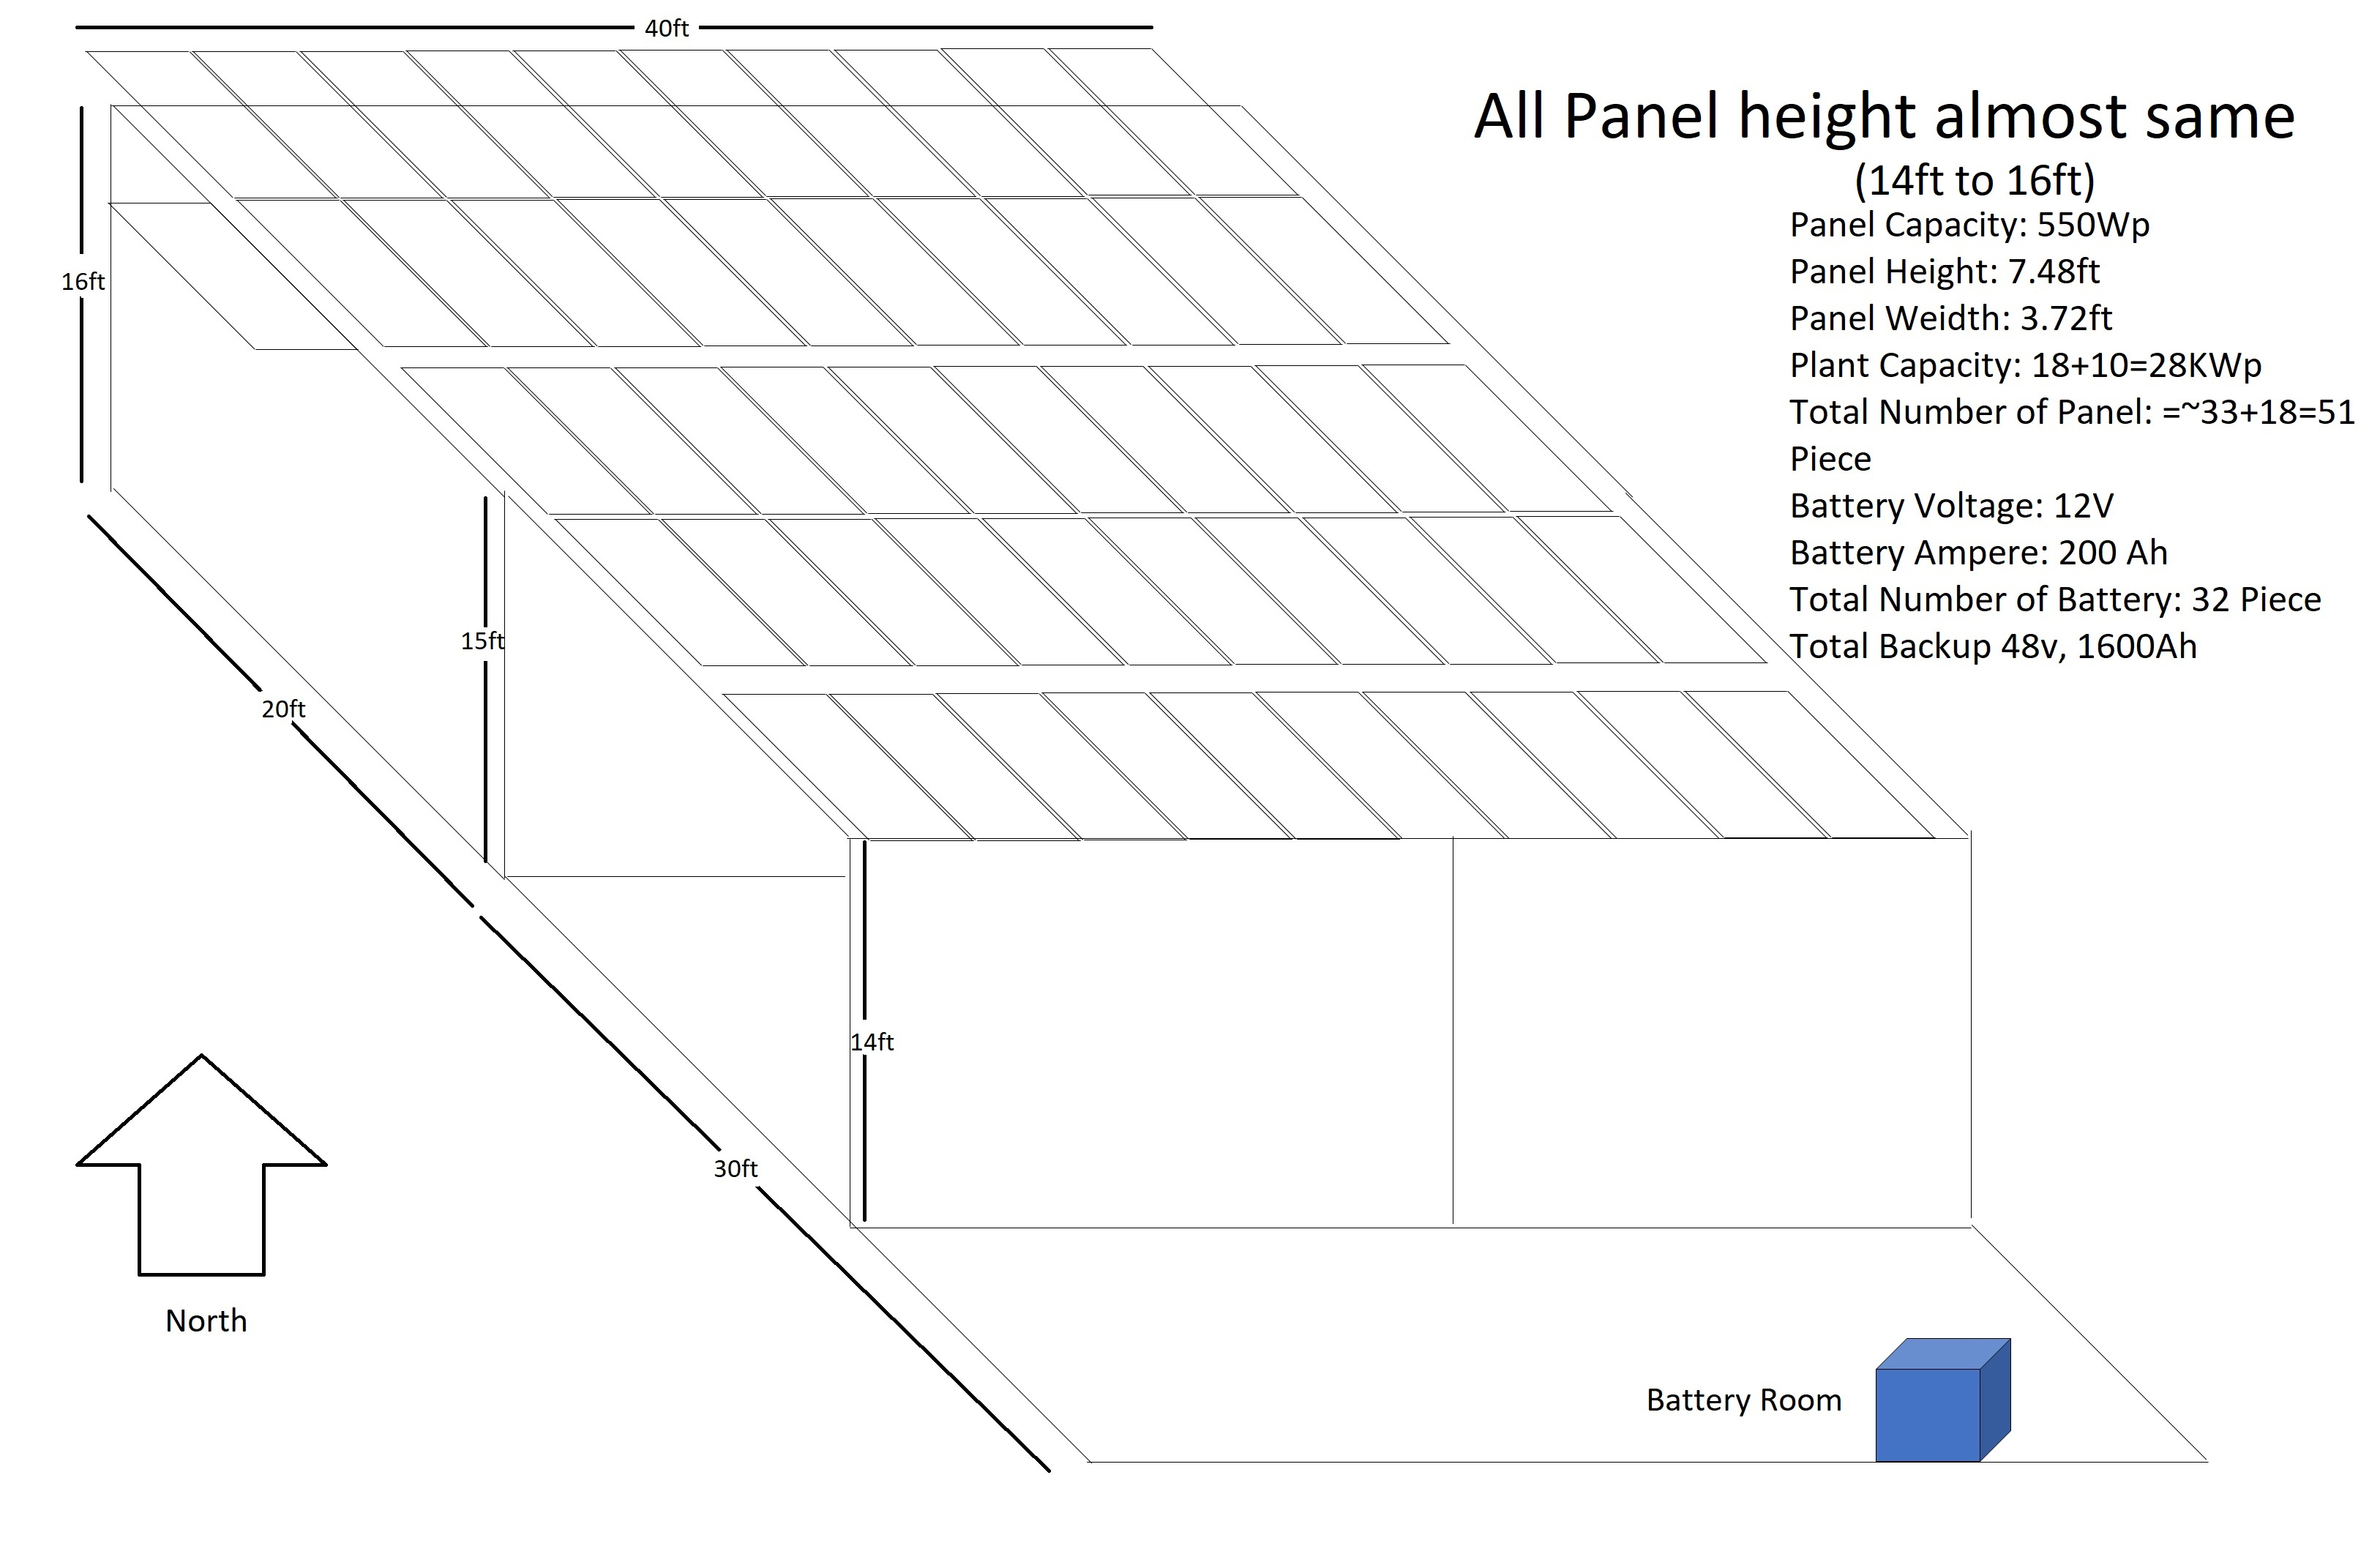 40ft
All Panel height almost same
(14ft to 16ft)
Panel Capacity: 550Wp
Panel Height: 7.48ft
Panel Weidth: 3.72ft
Plant Capacity: 18+10=28KWp
Total Number of Panel: =~33+18=51
Piece
Battery Voltage: 12V
Battery Ampere: 200 Ah
Total Number of Battery: 32 Piece
Total Backup 48v, 1600Ah
16ft
15ft
20ft
14ft
30ft
North
Battery Room